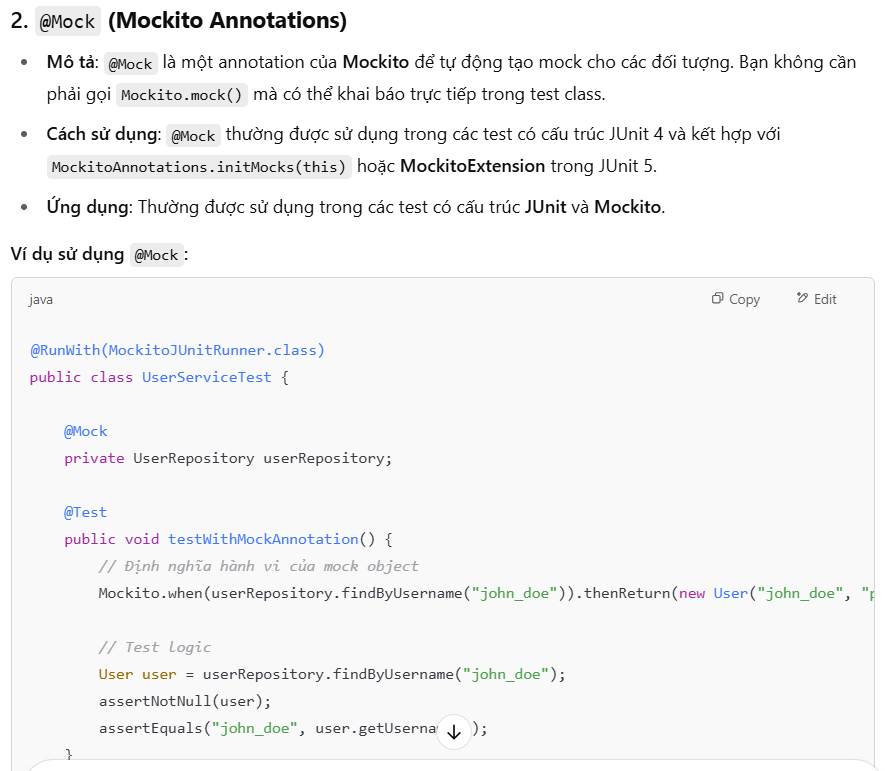 2. @Mock (Mockito Annotations)
• Mô tả: @Mock là một annotation của Mockito để tự động tạo mock cho các đối tượng. Bạn không cần
phải gọi Mockito.mock() mà có thể khai báo trực tiếp trong test class.
• Cách sử dụng: @Mock thường được sử dụng trong các test có cấu trúc JUnit 4 và kết hợp với
MockitoAnnotations.initMocks(this) hoặc MockitoExtension trong JUnit 5.
• Ứng dụng: Thường được sử dụng trong các test có cấu trúc JUnit và Mockito.
Ví dụ sử dụng @Mock:
java Copy Edit
@RunWith(MockitoJUnitRunner.class)
public class UserServiceTest {
@Mock
private UserRepository userRepository;
@Test
public void testWithMockAnnotation() {
// Định nghĩa hành vi của mock object
Mockito.when(userRepository.findByUsername("john_doe")).thenReturn(new User("john_doe", "
// Test logic
User user = userRepository.findByUsername("john_doe");
assertNotNull(user);
assertEquals("john_doe", user.getUserna );
}